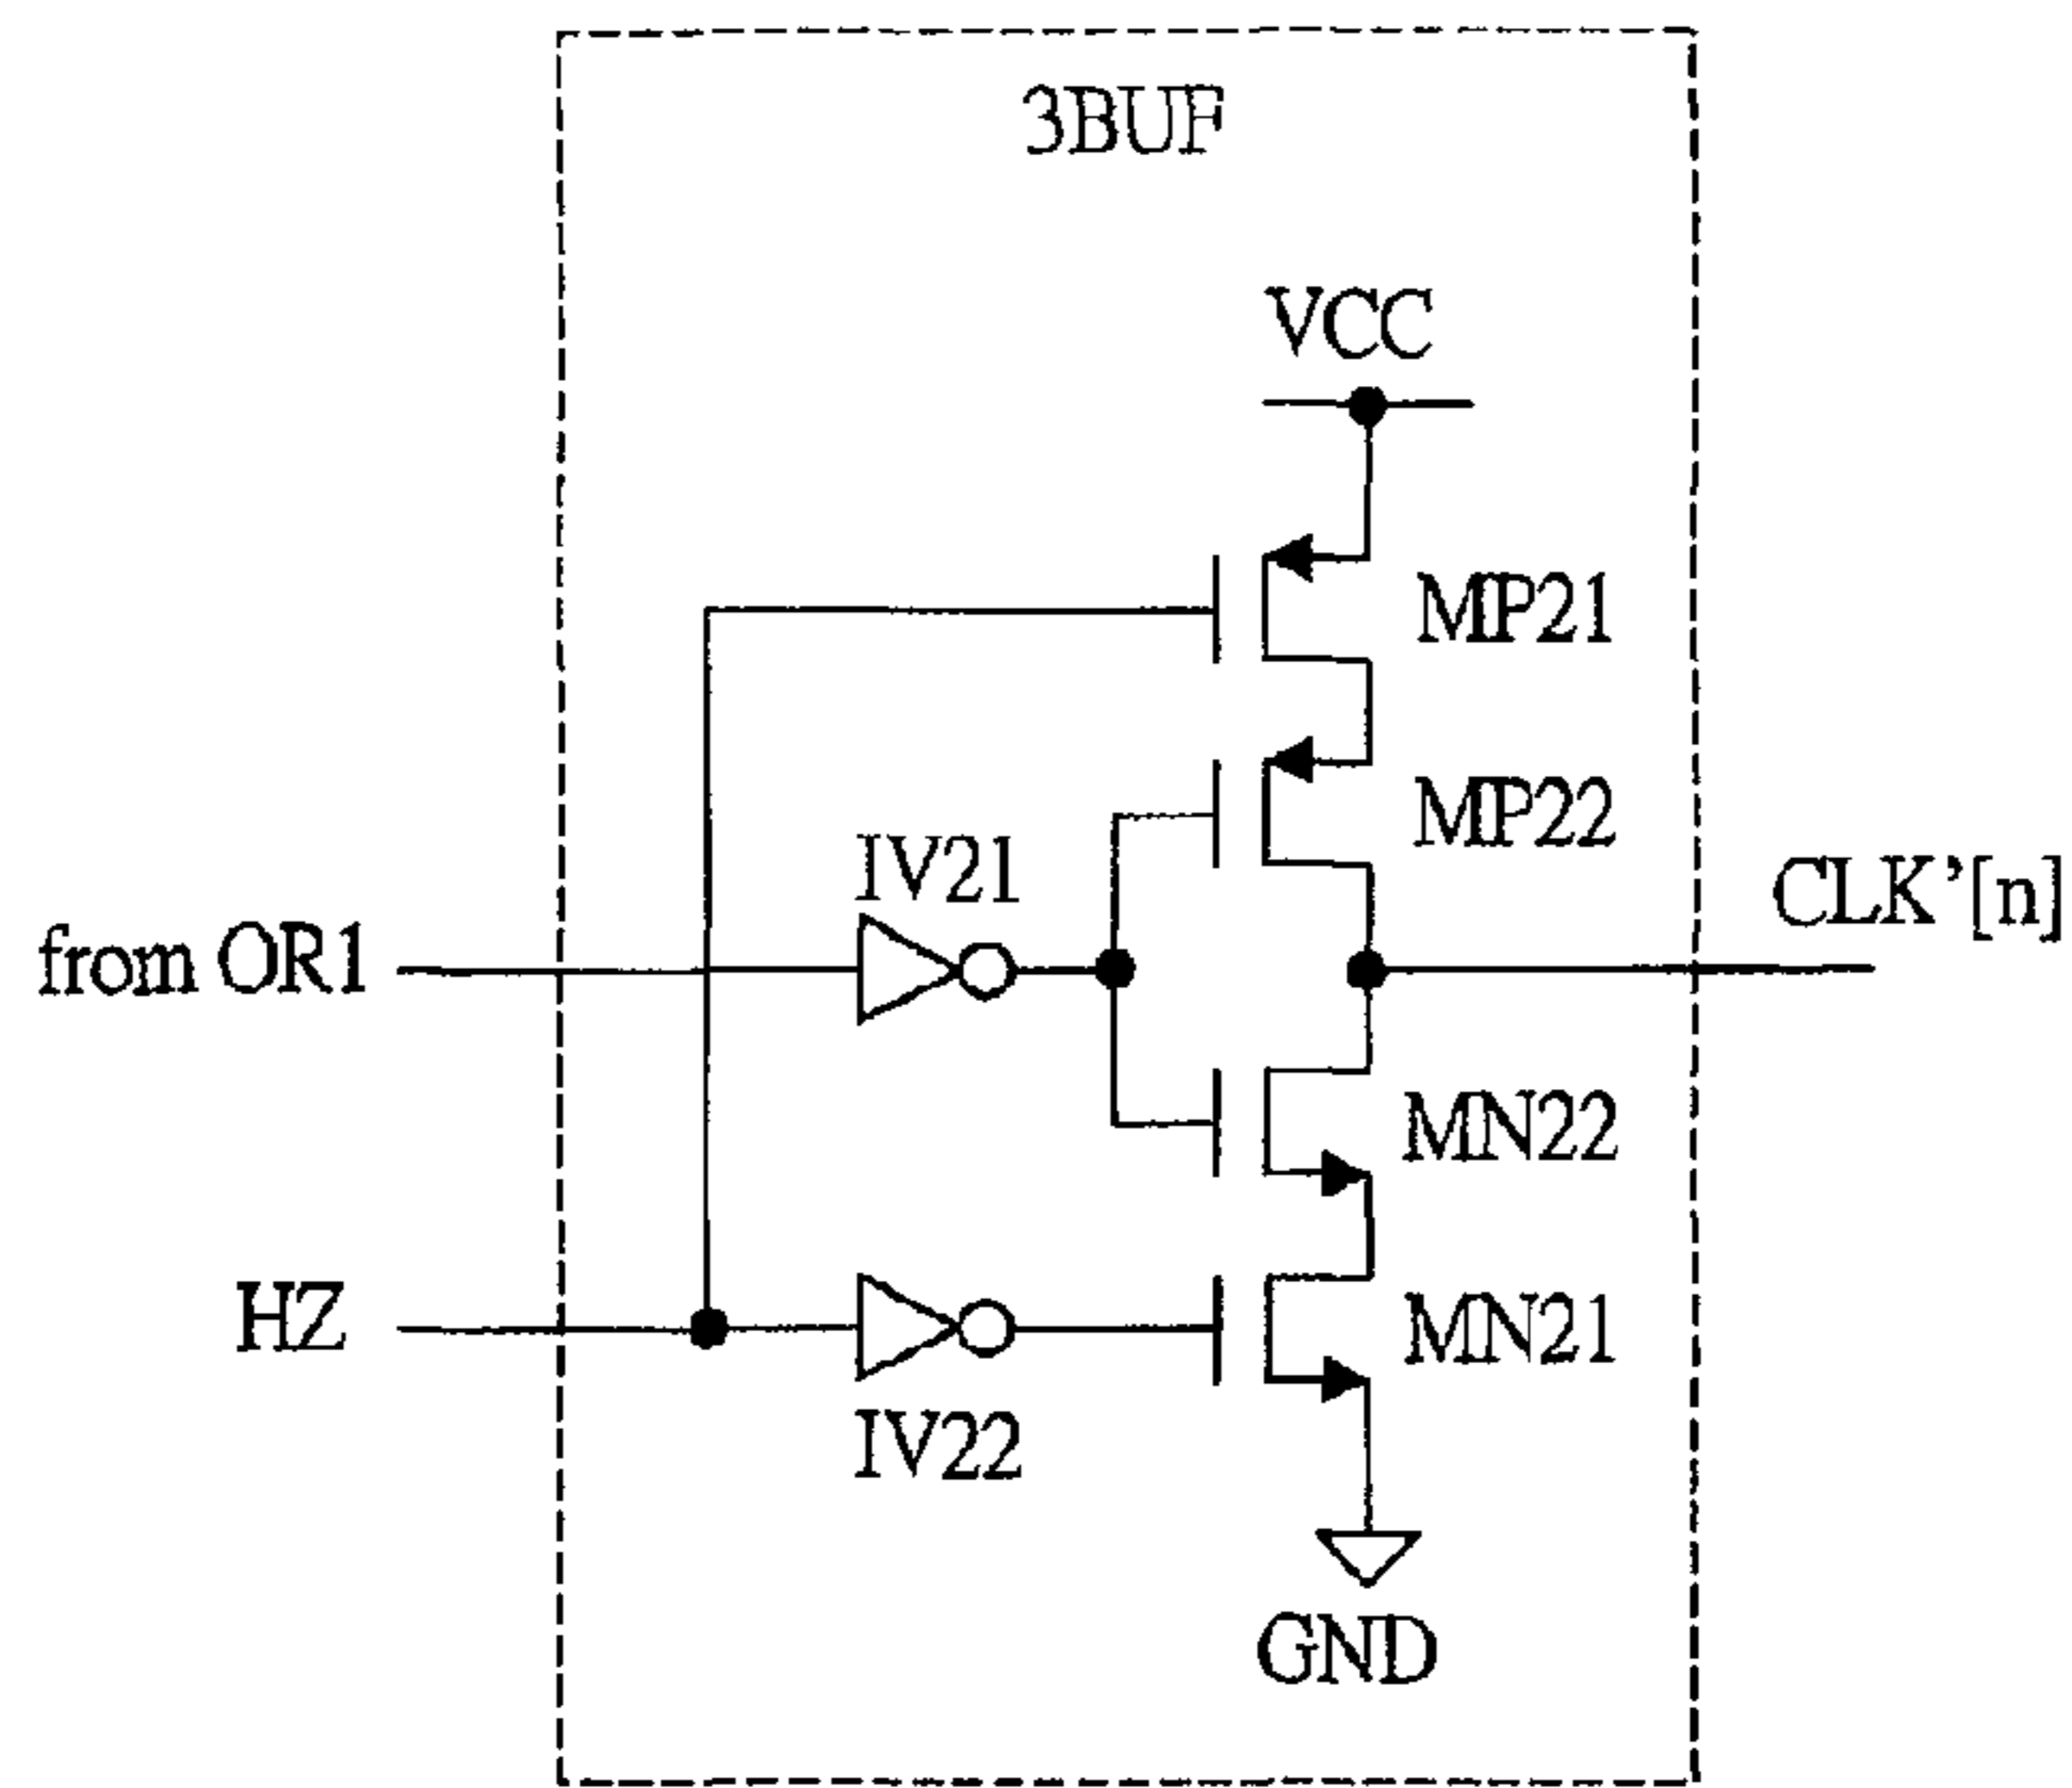 3BUF
VCC
MP21
MP22
IV21
CLK’[n]
from OR1
MN22
HZ
MN21
IV22
GND